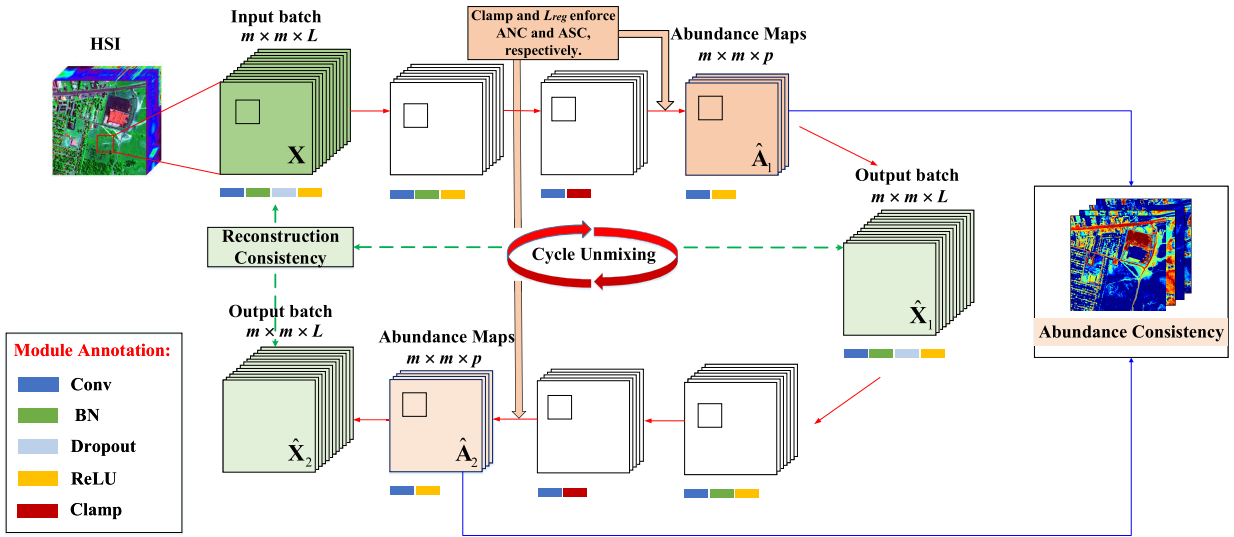 HSI
Input batch
m × m × L
X
Clamp and Lreg enforce
ANC and ASC,
respectively.
Abundance Maps
m × m × p
Â1
Output batch
m × m × L
X̂1
Reconstruction
Consistency
Cycle Unmixing
Abundance Consistency
Output batch
m × m × L
X̂2
Abundance Maps
m × m × p
Â2
Module Annotation:
Conv
BN
Dropout
ReLU
Clamp